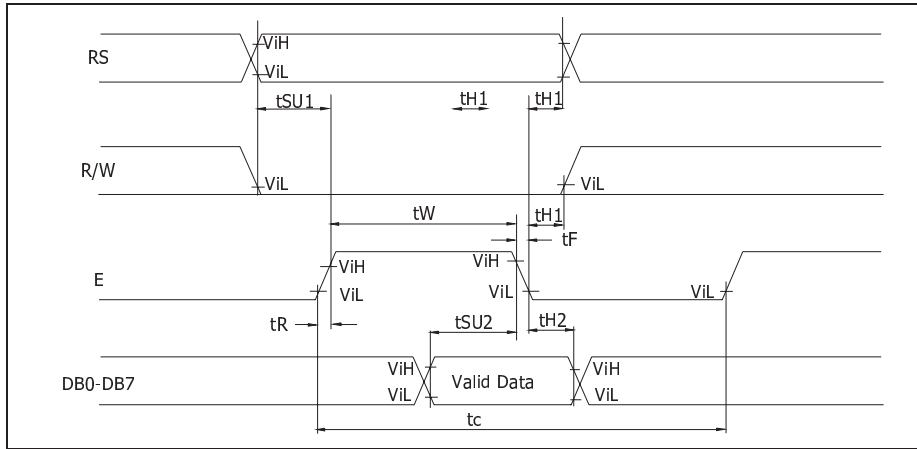 RS
ViH
ViL
tSU1
tH1
tH1
R/W
ViL
ViL
tW
tH1
tF
E
ViH
ViH
ViL
ViL
ViL
tR
tSU2
tH2
DB0-DB7
ViH
Valid Data
ViH
ViL
ViL
tc